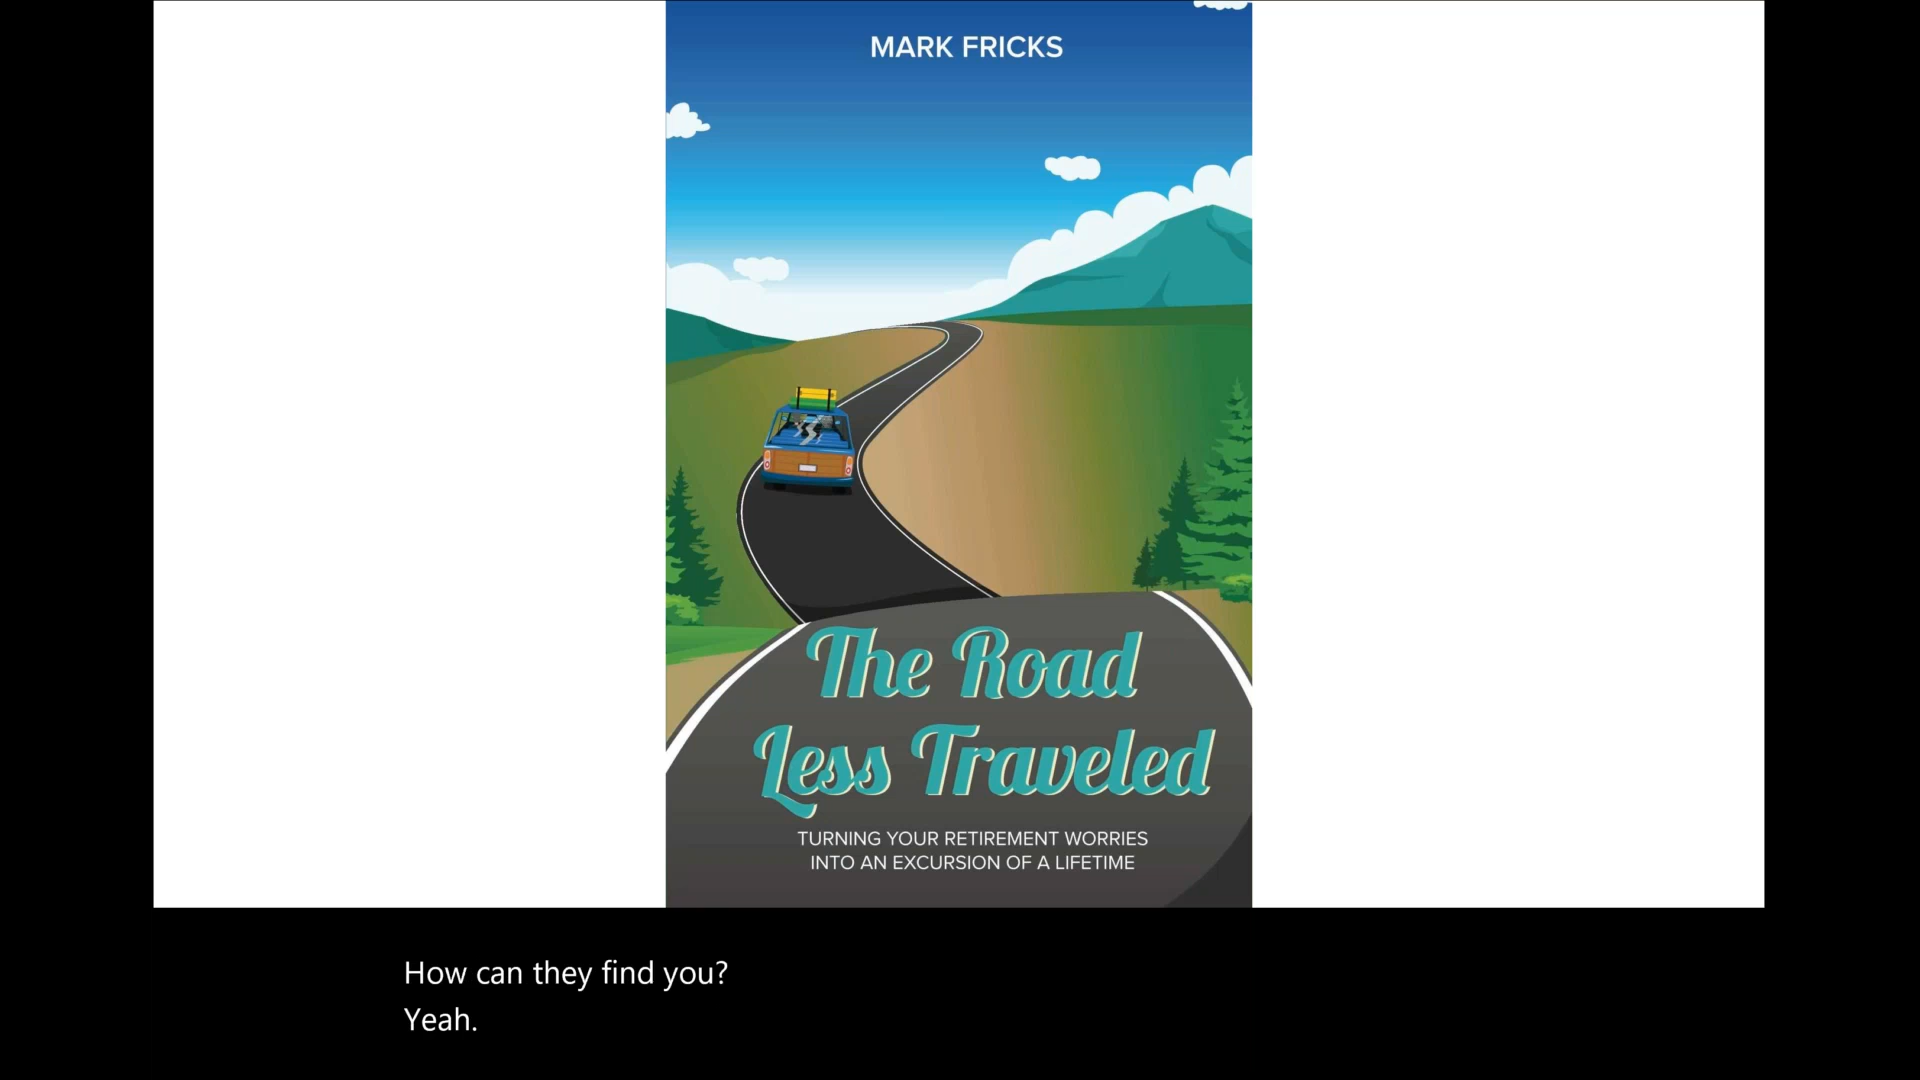 MARK FRICKS
The Road
Less Traveled
TURNING YOUR RETIREMENT WORRIES
INTO AN EXCURSION OF A LIFETIME
How can they find you?
Yeah.